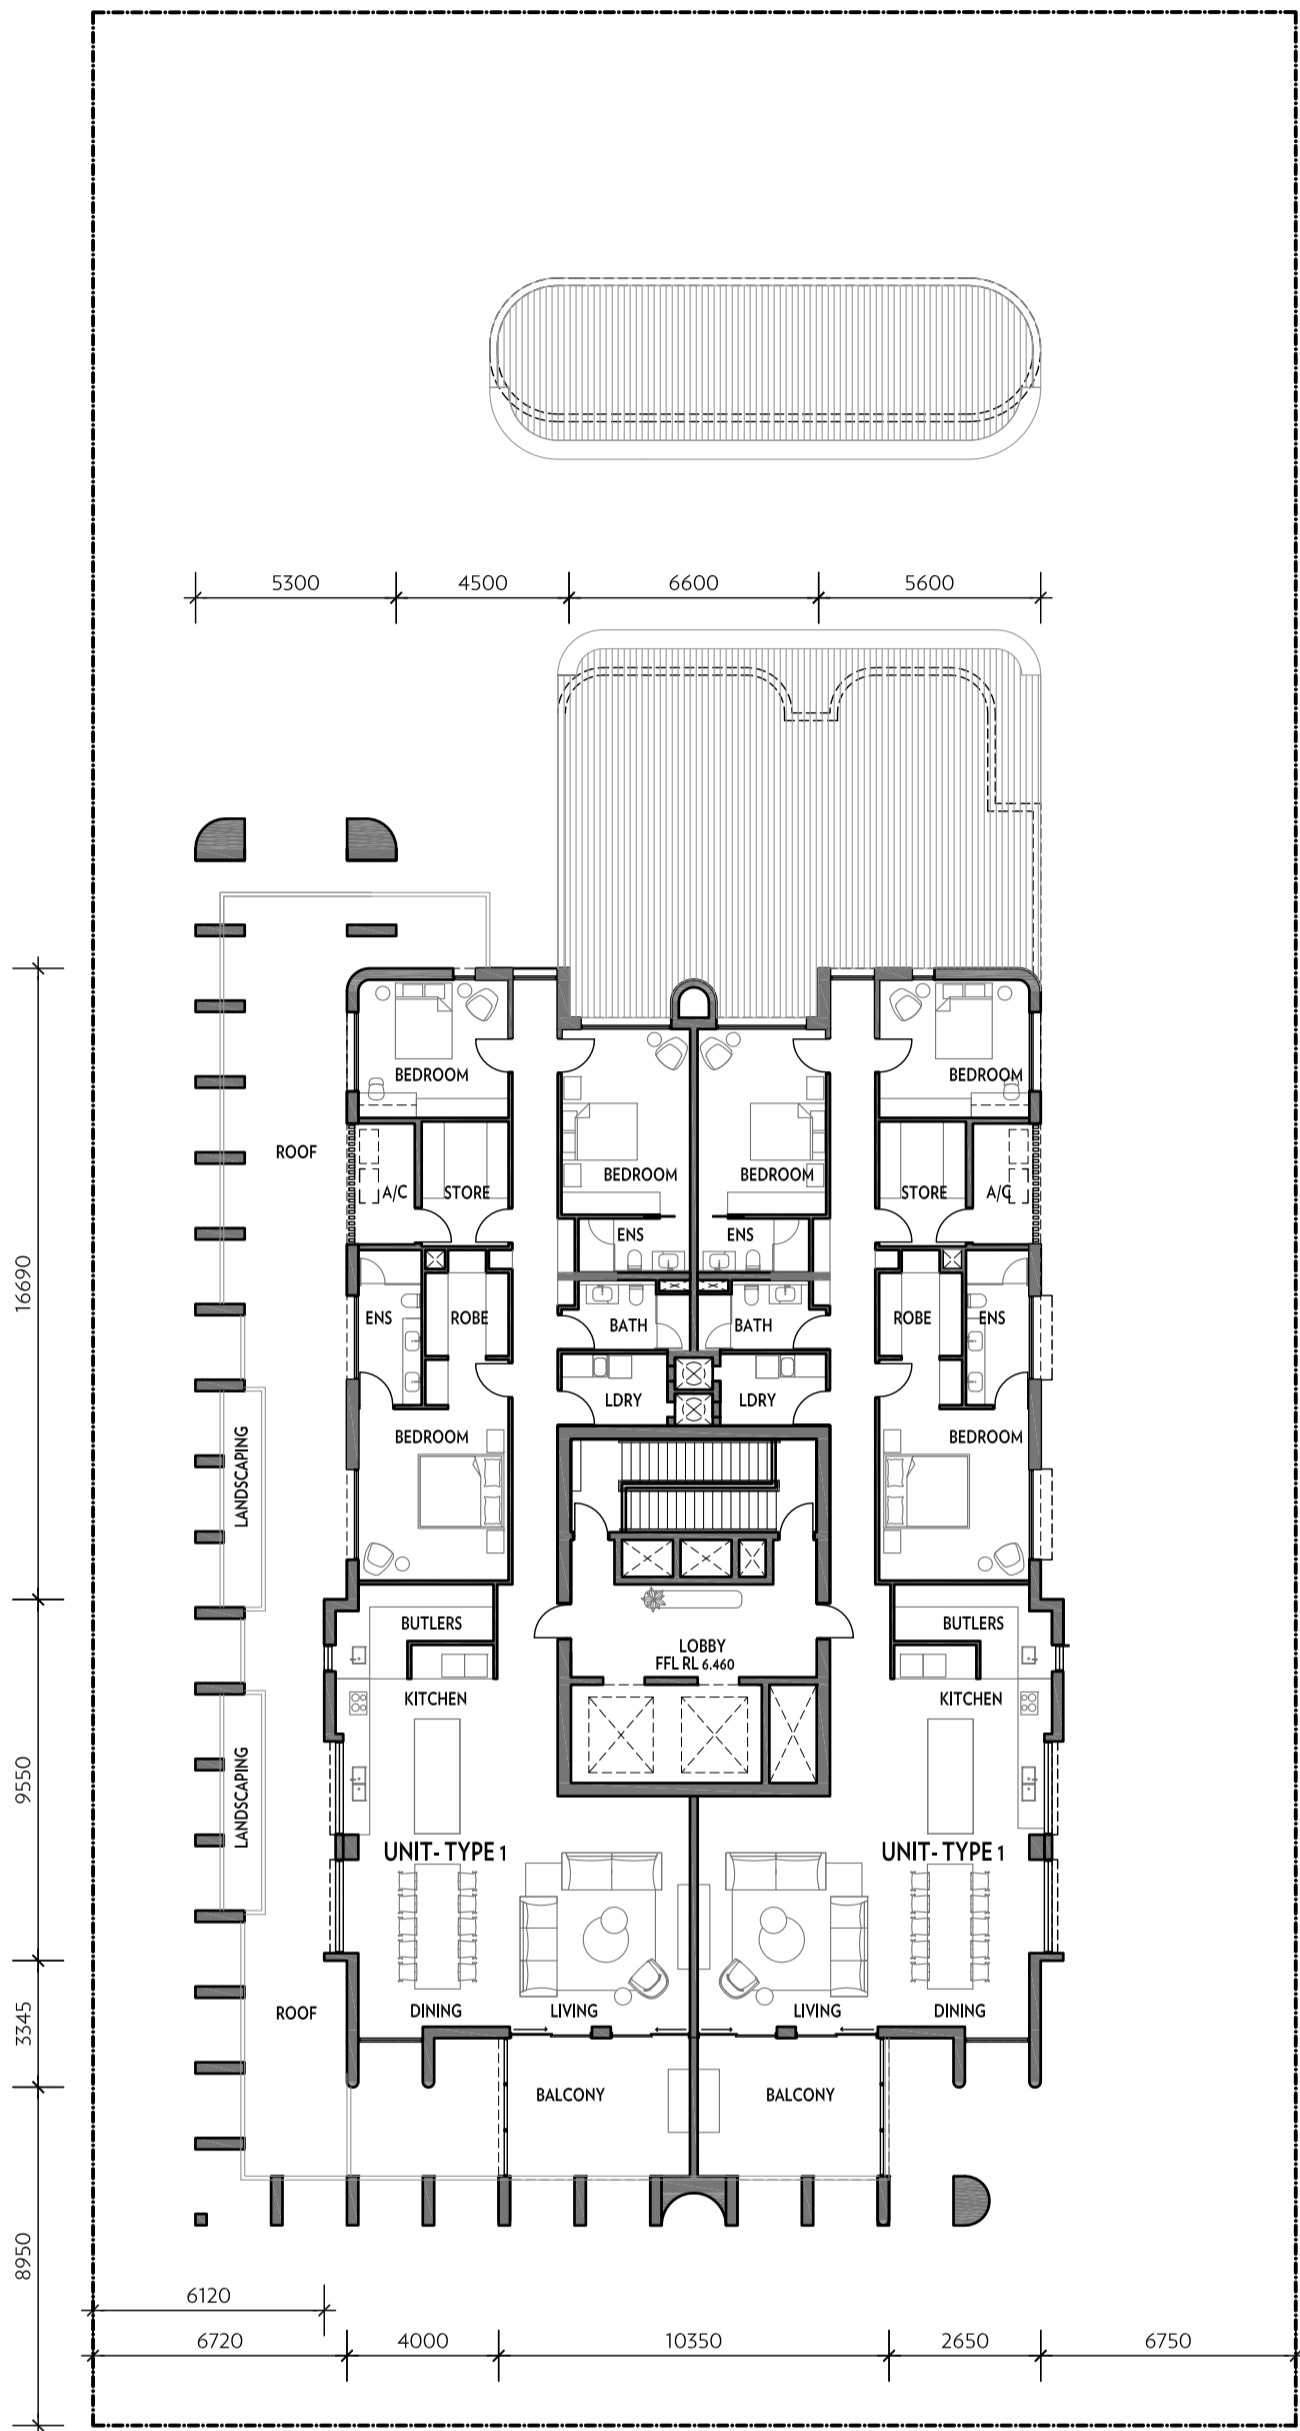 5300 4500 6600 5600
BEDROOM BEDROOM
ROOF
BEDROOM BEDROOM
A/C STORE STORE A/C
ENS ENS
16690
ENS ROBE BATH BATH ROBE ENS
LDRY LDRY
BEDROOM BEDROOM
LANDSCAPING
BUTLERS BUTLERS
LOBBY
FFL RL 6.460
KITCHEN KITCHEN
9550
LANDSCAPING
UNIT- TYPE 1 UNIT- TYPE 1
3345
ROOF DINING LIVING LIVING DINING
BALCONY BALCONY
8950
6120
6720 4000 10350 2650 6750